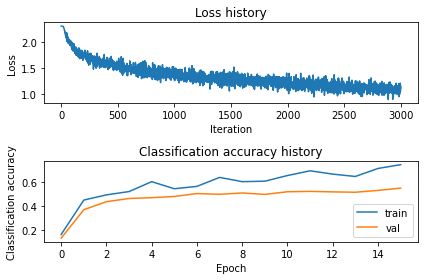 Loss history
Loss
2.0
1.5
1.0
0 500 1000 1500 2000 2500 3000
Iteration
Classification accuracy history
Classification accuracy
0.6
0.4
0.2
train
val
0 2 4 6 8 10 12 14
Epoch